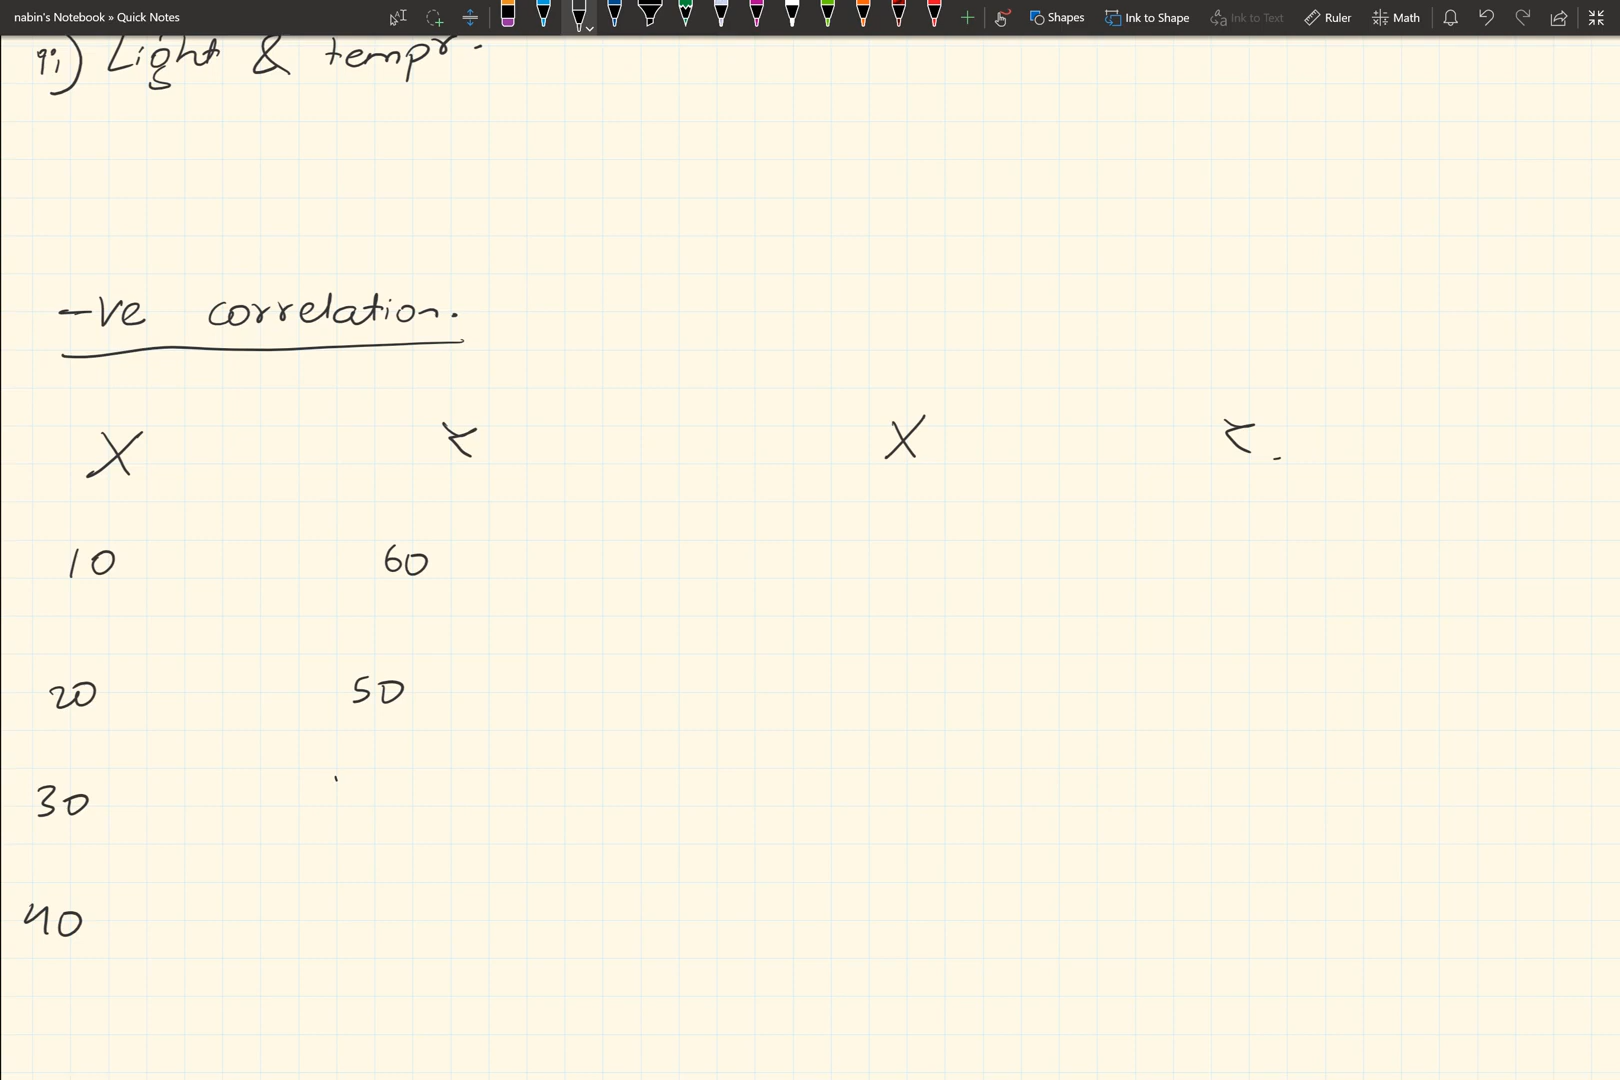 nabin's Notebook » Quick Notes
Shapes Ink to Shape Ink to Text Ruler Math
ii) Light & tempr.
-ve correlation.
X Y X Y.
10 60
20 50
30
40